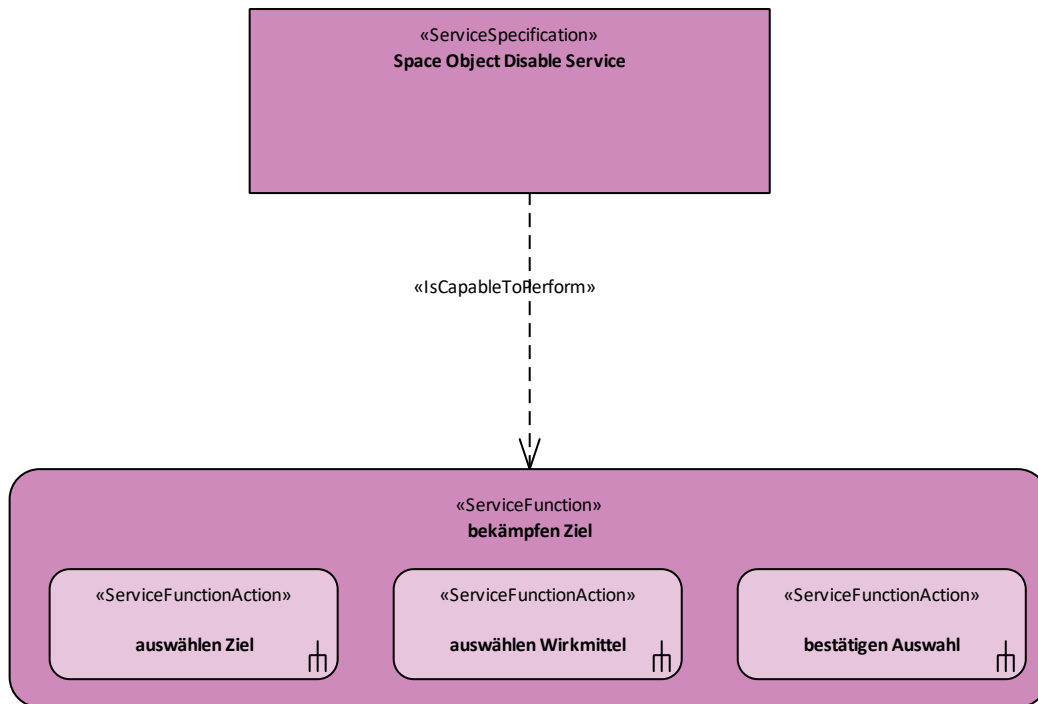 «ServiceSpecification»
Space Object Disable Service
«IsCapableToPerform»
«ServiceFunction»
bekämpfen Ziel
«ServiceFunctionAction»
auswählen Ziel
«ServiceFunctionAction»
auswählen Wirkmittel
«ServiceFunctionAction»
bestätigen Auswahl